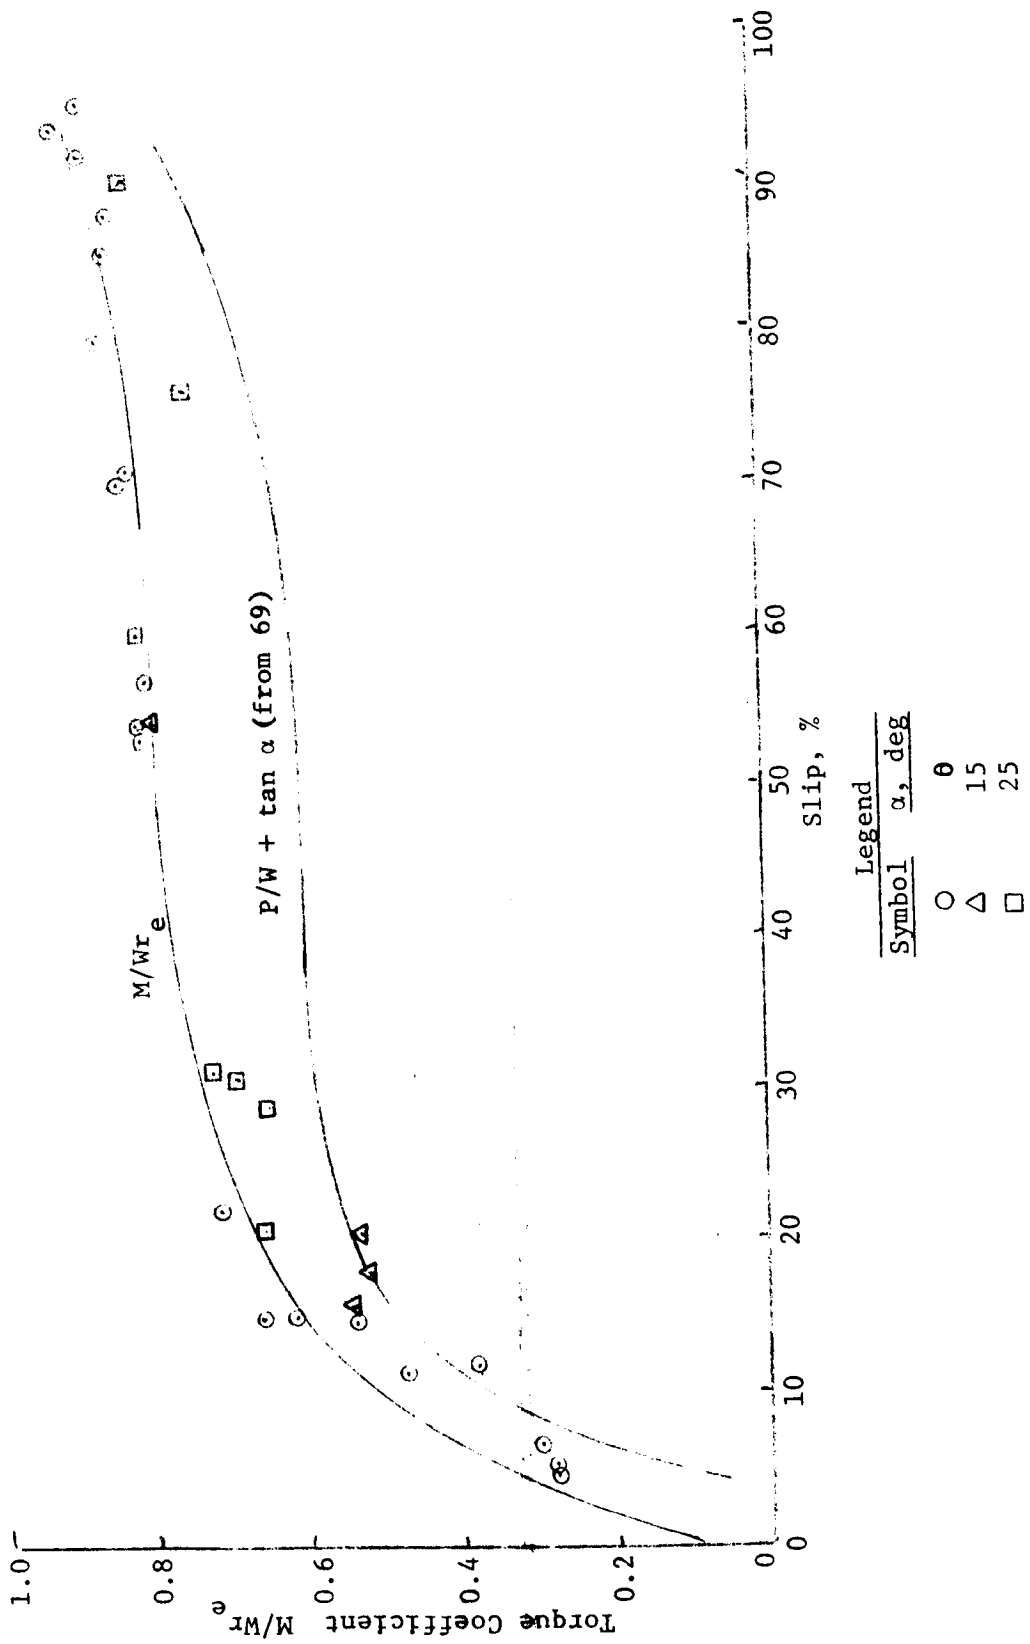 1.0
0.8
0.6
0.4
0.2
0
Torque Coefficient M/Wr_e
M/Wr_e
P/W + tan α (from 69)
0
10
20
30
40
50
60
70
80
90
100
Slip, %
Legend
Symbol α, deg
○ θ
△ 15
□ 25